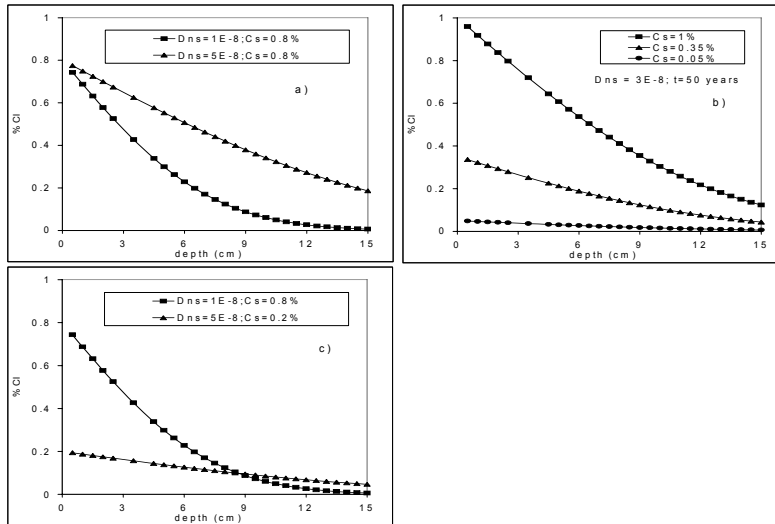 1
0.8
0.6
0.4
0.2
0
% Cl
0 3 6 9 12 15
depth (cm)
Dns=1E-8;Cs=0.8%
Dns=5E-8;Cs=0.8%
a)
1
0.8
0.6
0.4
0.2
0
% Cl
0 3 6 9 12 15
depth (cm)
Cs=1%
Cs=0.35%
Cs=0.05%
Dns = 3E-8; t=50 years
b)
1
0.8
0.6
0.4
0.2
0
% Cl
0 3 6 9 12 15
depth (cm)
Dns=1E-8;Cs=0.8%
Dns=5E-8;Cs=0.2%
c)